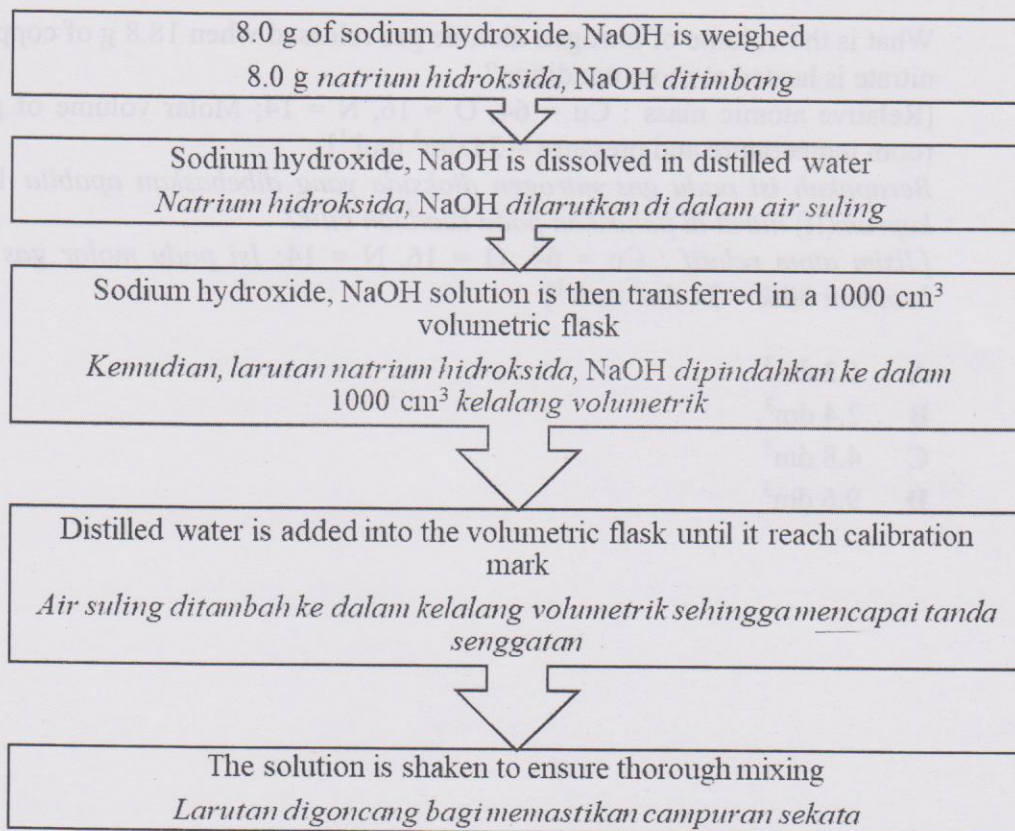 8.0 g of sodium hydroxide, NaOH is weighed
8.0 g natrium hidroksida, NaOH ditimbang
Sodium hydroxide, NaOH is dissolved in distilled water
Natrium hidroksida, NaOH dilarutkan di dalam air suling
Sodium hydroxide, NaOH solution is then transferred in a 1000 cm³
volumetric flask
Kemudian, larutan natrium hidroksida, NaOH dipindahkan ke dalam
1000 cm³ kelalang volumetrik
Distilled water is added into the volumetric flask until it reach calibration
mark
Air suling ditambah ke dalam kelalang volumetrik sehingga mencapai tanda
senggatan
The solution is shaken to ensure thorough mixing
Larutan digoncang bagi memastikan campuran sekata